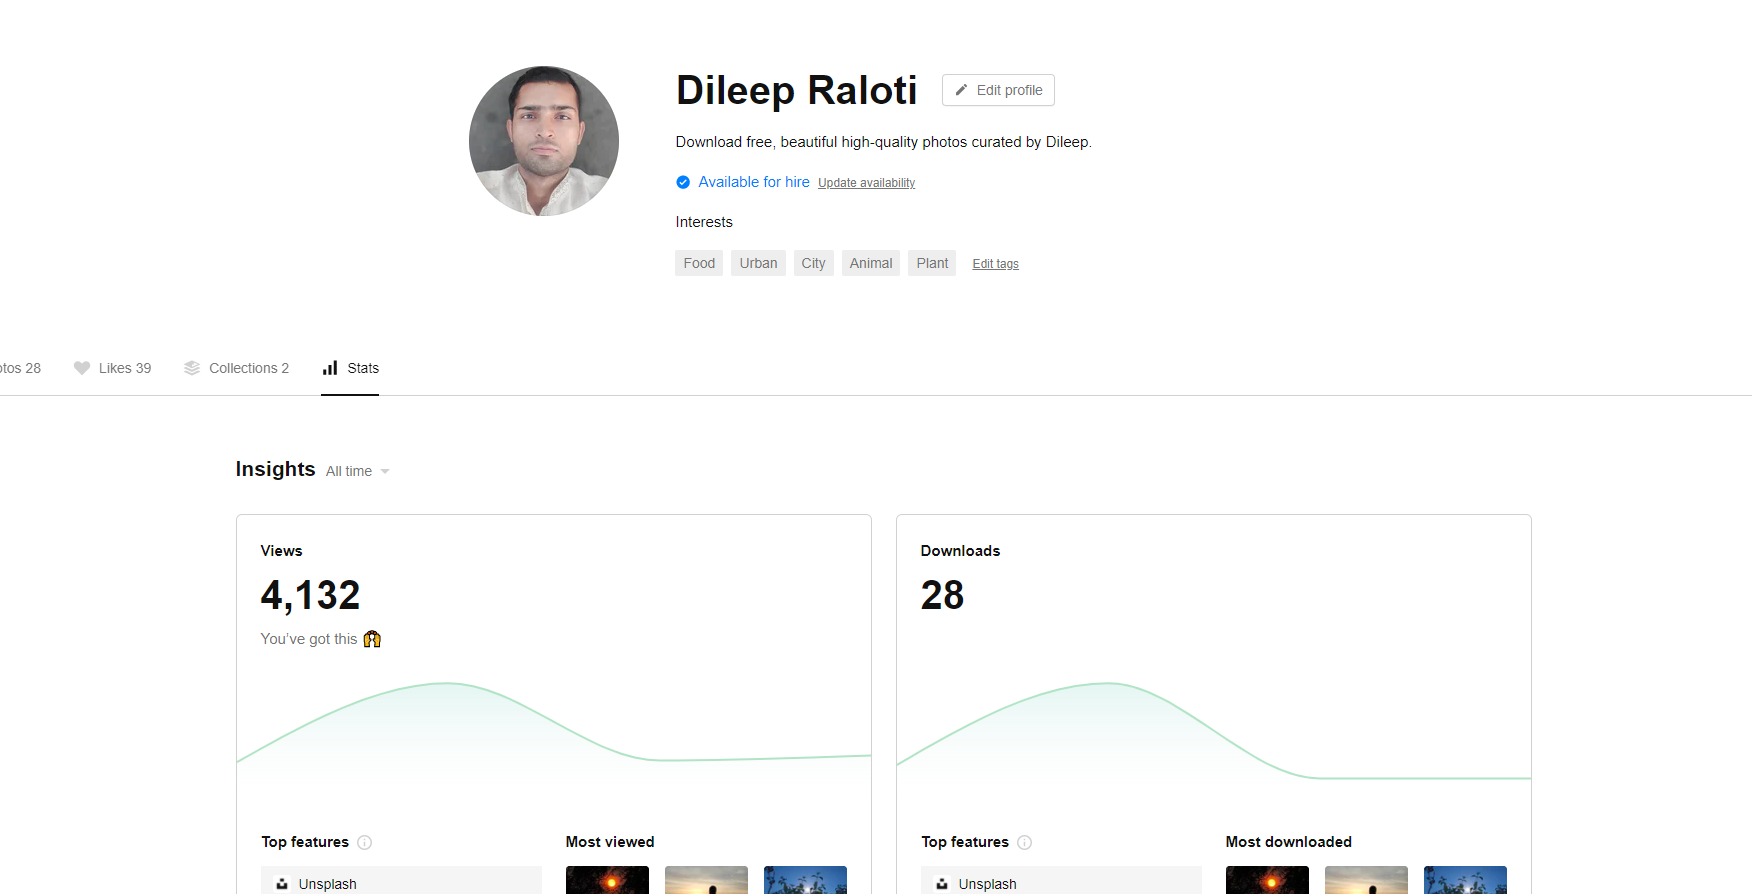 Dileep Raloti
Edit profile
Download free, beautiful high-quality photos curated by Dileep.
Available for hire Update availability
Interests
Food Urban City Animal Plant Edit tags
tos 28 Likes 39 Collections 2 Stats
Insights All time
Views
4,132
You've got this
Downloads
28
Top features
Most viewed
Unsplash
Top features
Most downloaded
Unsplash